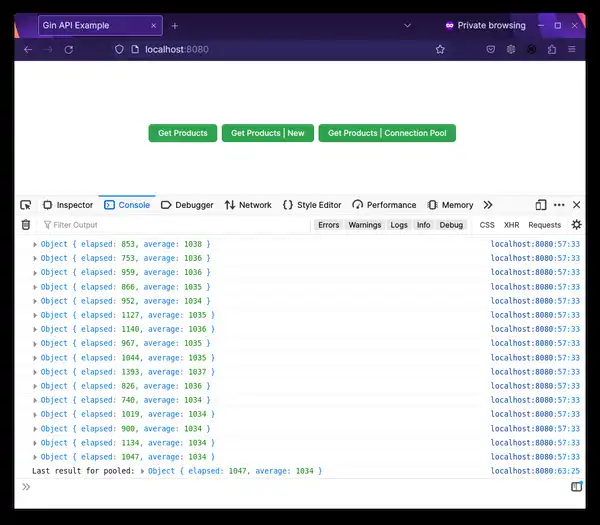 Gin API Example
Private browsing
localhost:8080
Get Products
Get Products | New
Get Products | Connection Pool
Inspector
Console
Debugger
Network
Style Editor
Performance
Memory
Filter Output
Errors
Warnings
Logs
Info
Debug
CSS
XHR
Requests
Object { elapsed: 853, average: 1038 } localhost:8080:57:33
Object { elapsed: 753, average: 1036 } localhost:8080:57:33
Object { elapsed: 959, average: 1036 } localhost:8080:57:33
Object { elapsed: 866, average: 1035 } localhost:8080:57:33
Object { elapsed: 952, average: 1034 } localhost:8080:57:33
Object { elapsed: 1127, average: 1035 } localhost:8080:57:33
Object { elapsed: 1140, average: 1036 } localhost:8080:57:33
Object { elapsed: 967, average: 1035 } localhost:8080:57:33
Object { elapsed: 1044, average: 1035 } localhost:8080:57:33
Object { elapsed: 1393, average: 1037 } localhost:8080:57:33
Object { elapsed: 826, average: 1036 } localhost:8080:57:33
Object { elapsed: 740, average: 1034 } localhost:8080:57:33
Object { elapsed: 1019, average: 1034 } localhost:8080:57:33
Object { elapsed: 900, average: 1034 } localhost:8080:57:33
Object { elapsed: 1134, average: 1034 } localhost:8080:57:33
Object { elapsed: 1047, average: 1034 } localhost:8080:57:33
Last result for pooled: Object { elapsed: 1047, average: 1034 } localhost:8080:63:25